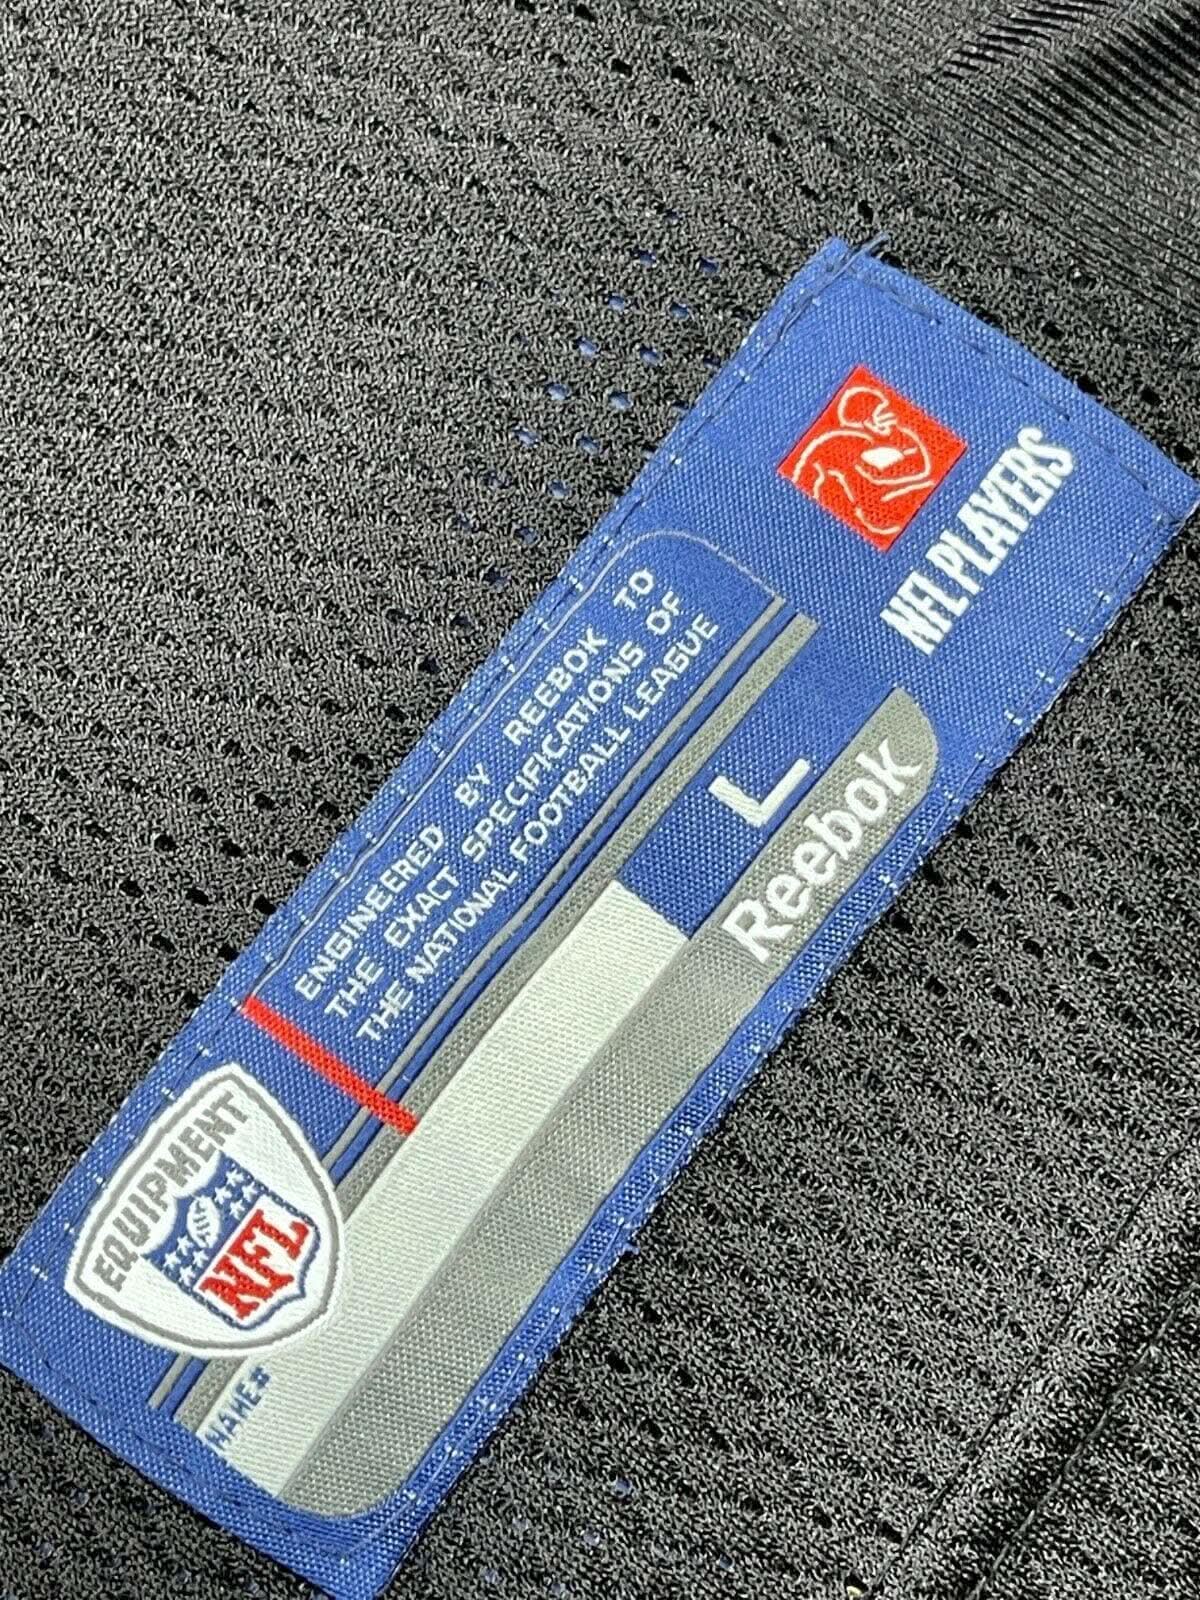 NFL PLAYERS
ENGINEERED BY REEBOK TO
THE EXACT SPECIFICATIONS OF
THE NATIONAL FOOTBALL LEAGUE
L
Reebok
EQUIPMENT
NFL
NAME#